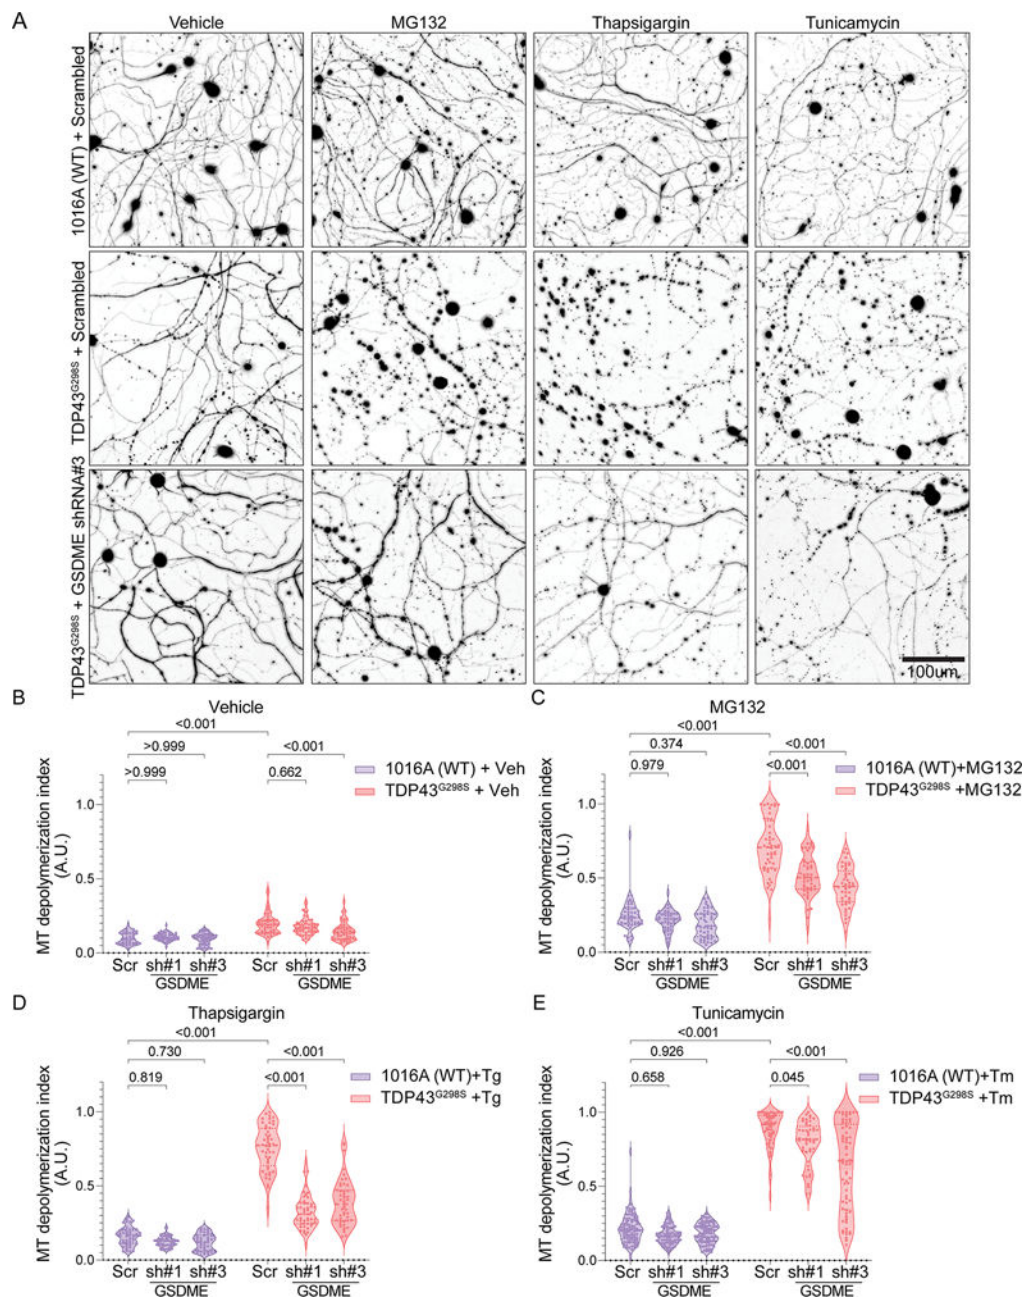 A
Vehicle MG132 Thapsigargin Tunicamycin
1016A (WT) + Scrambled
TDP43G298S + Scrambled
TDP43G298S + GSDME shRNA#3
100um
B
Vehicle
<0.001
>0.999 <0.001
>0.999 0.662
1016A (WT) + Veh
TDP43G298S + Veh
MT depolymerization index
(A.U.)
1.0
0.5
0.0
Scr sh#1 sh#3 Scr sh#1 sh#3
GSDME GSDME
C
MG132
<0.001
0.374 <0.001
0.979 <0.001
1016A (WT)+MG132
TDP43G298S +MG132
MT depolymerization index
(A.U.)
1.0
0.5
0.0
Scr sh#1 sh#3 Scr sh#1 sh#3
GSDME GSDME
D
Thapsigargin
<0.001
0.730 <0.001
0.819 <0.001
1016A (WT)+Tg
TDP43G298S +Tg
MT depolymerization index
(A.U.)
1.0
0.5
0.0
Scr sh#1 sh#3 Scr sh#1 sh#3
GSDME GSDME
E
Tunicamycin
<0.001
0.926 <0.001
0.658 0.045
1016A (WT)+Tm
TDP43G298S +Tm
MT depolymerization index
(A.U.)
1.0
0.5
0.0
Scr sh#1 sh#3 Scr sh#1 sh#3
GSDME GSDME